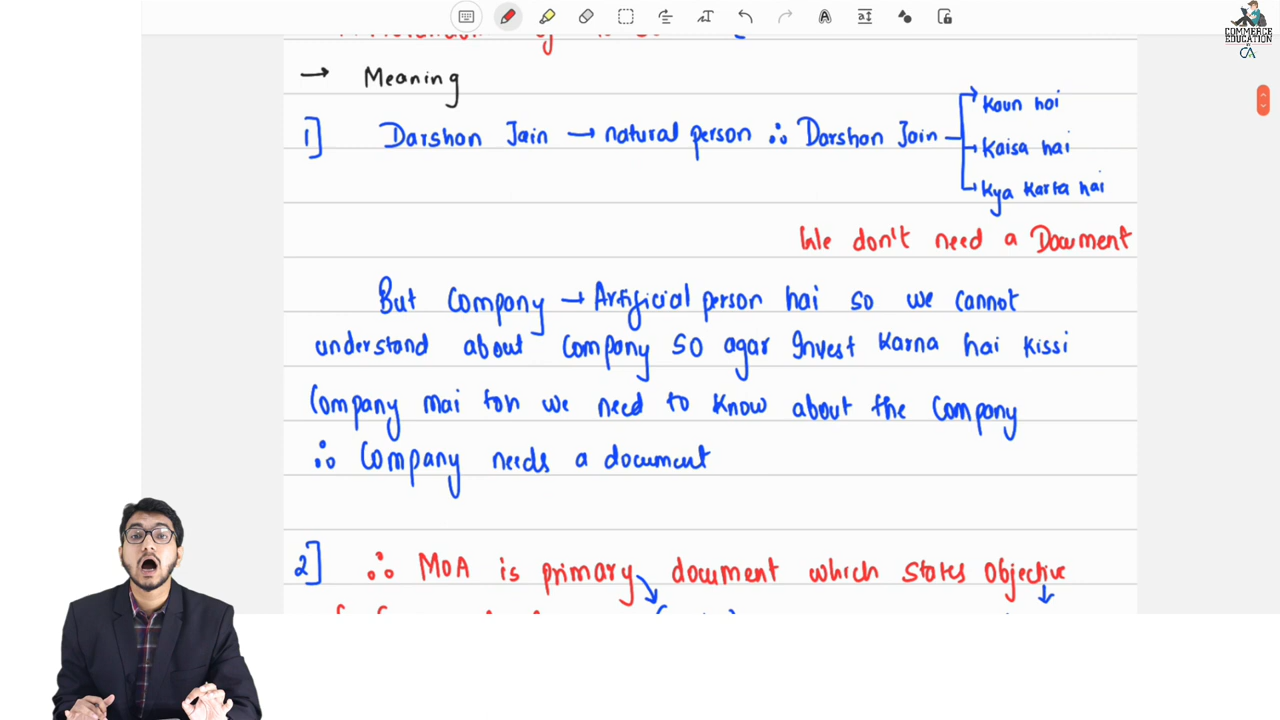 COMMERCE
EDUCATION
BY
CA
→ Meaning
1] Darshan Jain → natural person ∴ Darshan Jain
Kaun hai
Kaisa hai
Kya Karta hai
We don't need a Document
But Company → Artificial person hai so we cannot
understand about Company so agar Invest Karna hai Kissi
Company mai toh we need to Know about the Company
∴ Company needs a document
2] ∴ MOA is primary document which states Objective